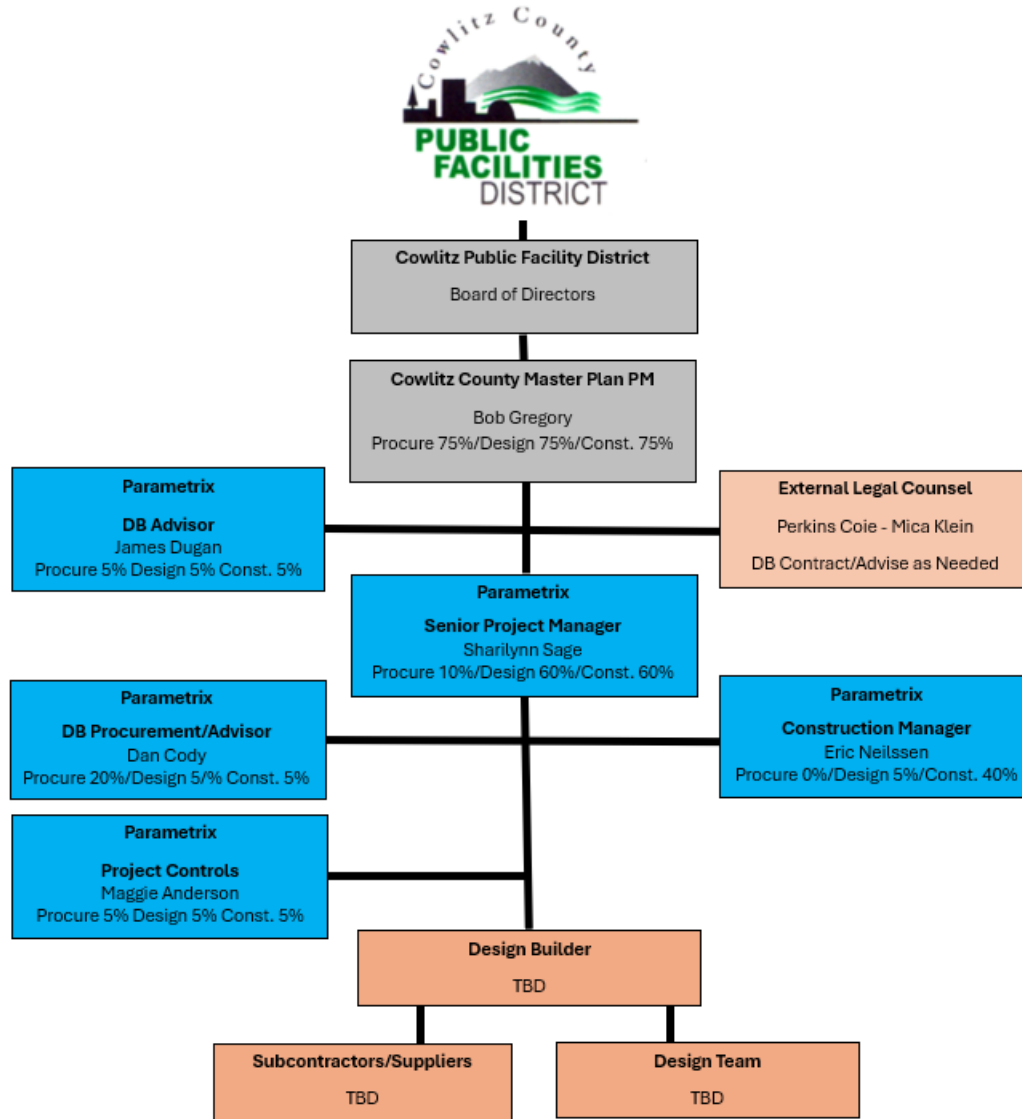 Cowlitz County
PUBLIC
FACILITIES
DISTRICT
Cowlitz Public Facility District
Board of Directors
Cowlitz County Master Plan PM
Bob Gregory
Procure 75%/Design 75%/Const. 75%
Parametrix
DB Advisor
James Dugan
Procure 5% Design 5% Const. 5%
External Legal Counsel
Perkins Coie - Mica Klein
DB Contract/Advise as Needed
Parametrix
Senior Project Manager
Sharilynn Sage
Procure 10%/Design 60%/Const. 60%
Parametrix
DB Procurement/Advisor
Dan Cody
Procure 20%/Design 5/% Const. 5%
Parametrix
Construction Manager
Eric Neilssen
Procure 0%/Design 5%/Const. 40%
Parametrix
Project Controls
Maggie Anderson
Procure 5% Design 5% Const. 5%
Design Builder
TBD
Subcontractors/Suppliers
TBD
Design Team
TBD